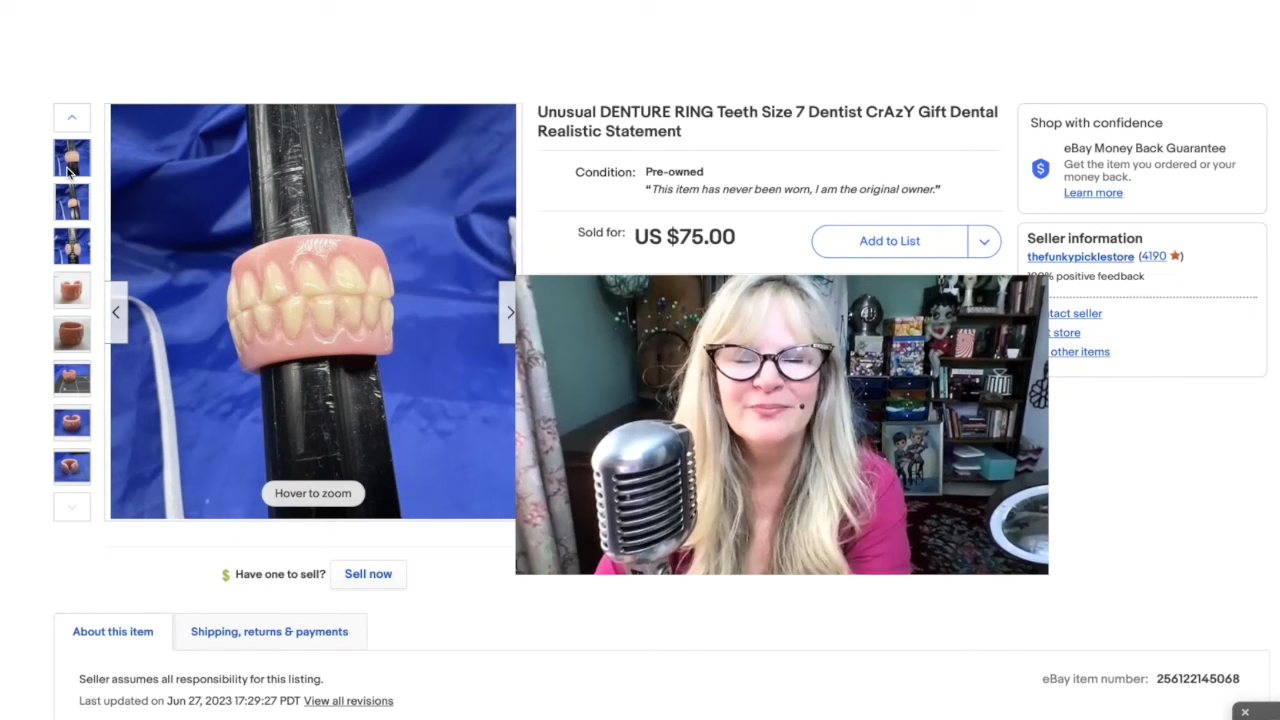 Unusual DENTURE RING Teeth Size 7 Dentist CrAzY Gift Dental
Realistic Statement
Condition: Pre-owned
“This item has never been worn, I am the original owner.”
Sold for: US $75.00
Add to List
Shop with confidence
eBay Money Back Guarantee
Get the item you ordered or your
money back.
Learn more
Seller information
thefunkypicklestore (4190 ★)
positive feedback
tact seller
store
other items
Hover to zoom
Have one to sell? Sell now
About this item
Shipping, returns & payments
Seller assumes all responsibility for this listing.
Last updated on Jun 27, 2023 17:29:27 PDT View all revisions
eBay item number: 256122145068